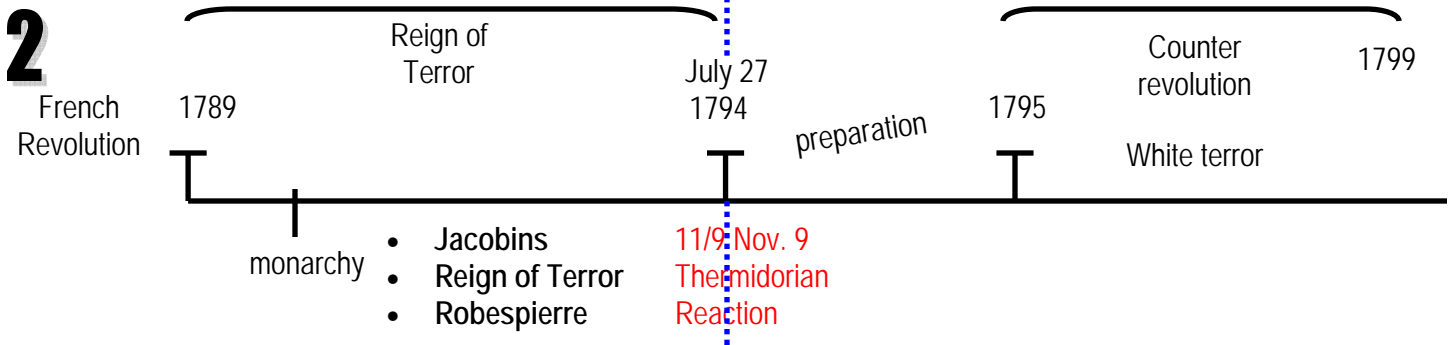 2
Reign of
Terror
July 27
1794
Counter
revolution
1799
French
Revolution
1789
preparation
1795
White terror
monarchy
• Jacobins
• Reign of Terror
• Robespierre
11/9 Nov. 9
Thermidorian
Reaction